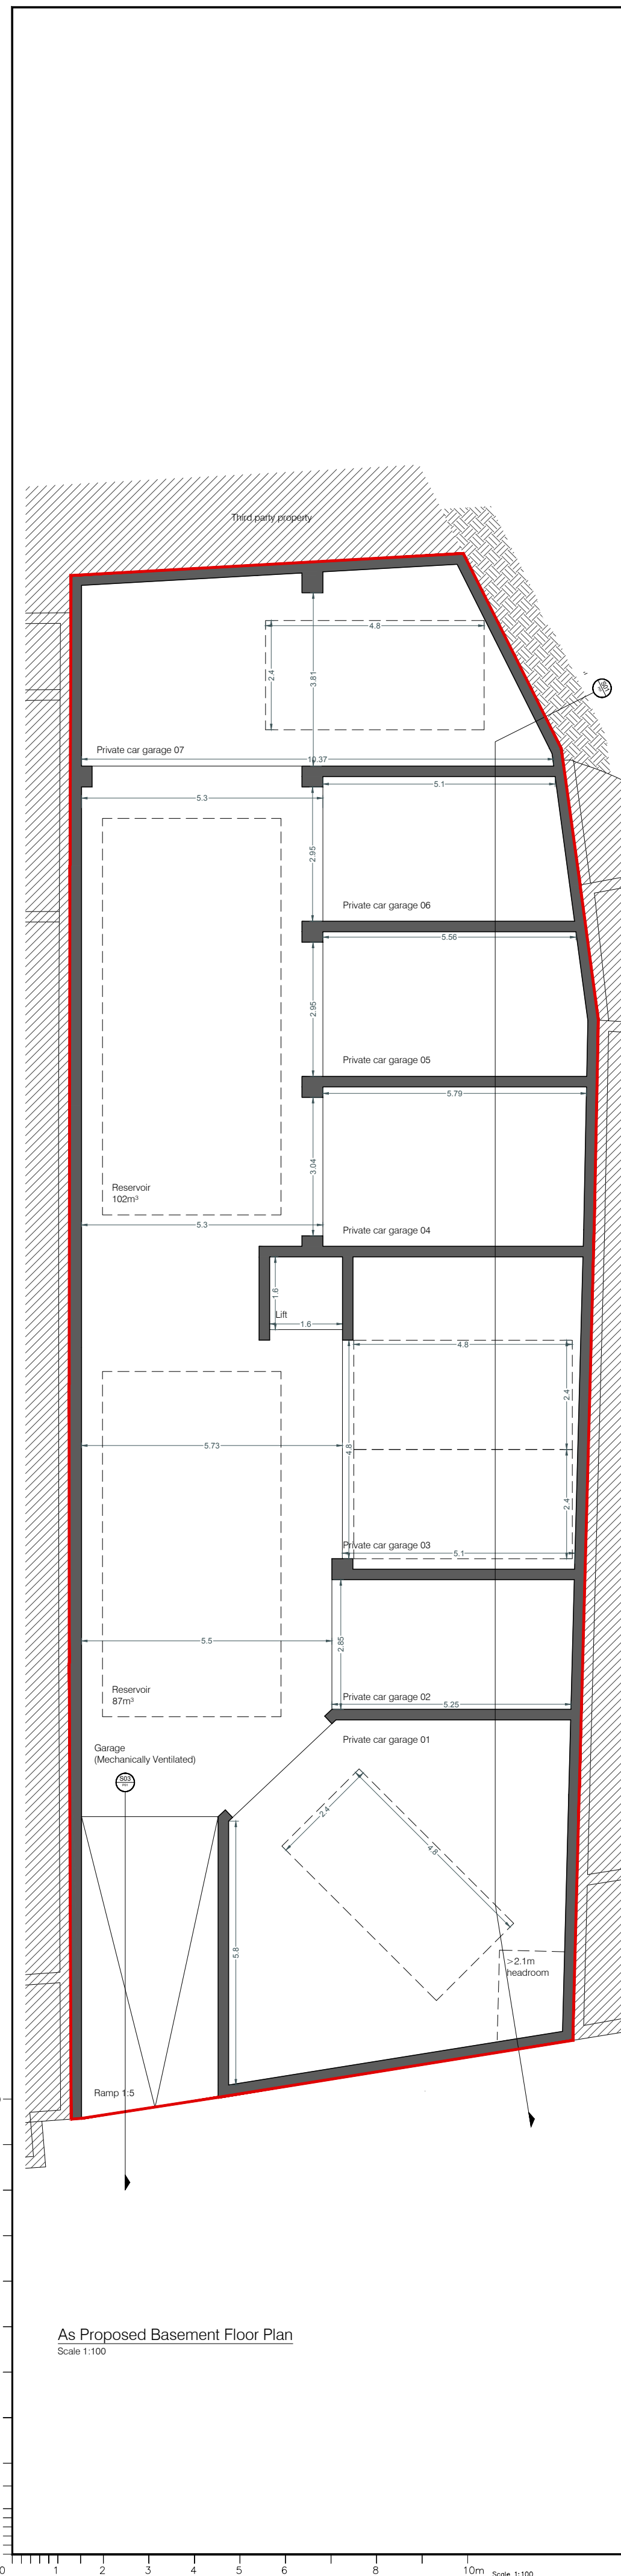 Third party property
4.8
2.4
3.81
Private car garage 07
10.37
5.3
5.1
2.95
Private car garage 06
5.56
2.95
Private car garage 05
5.79
3.04
Reservoir
102m³
5.3
Private car garage 04
1.6
Lift
1.6
4.8
2.4
5.73
4.8
2.4
Private car garage 03
5.1
5.5
2.85
Reservoir
87m³
Private car garage 02
5.25
Private car garage 01
Garage
(Mechanically Ventilated)
S03
2.4
4.8
5.8
>2.1m
headroom
Ramp 1:5
As Proposed Basement Floor Plan
Scale 1:100
0 1 2 3 4 5 6 8 10m
Scale 1:100